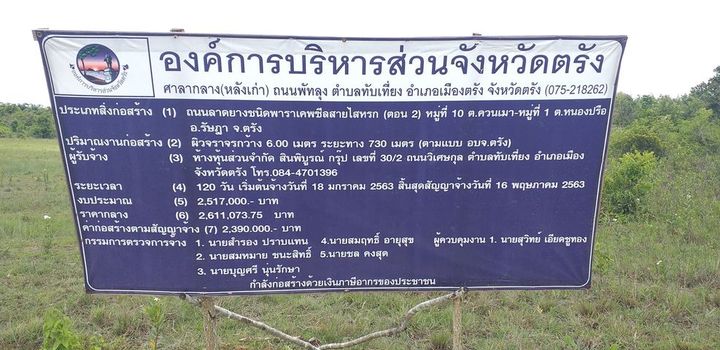 องค์การบริหารส่วนจังหวัดตรัง
ศาลากลาง(หลังเก่า) ถนนพัทลุง ตำบลทับเที่ยง อำเภอเมืองตรัง จังหวัดตรัง (075-218262)
ประเภทสิ่งก่อสร้าง (1) ถนนลาดยางชนิดพาราเคพซีลสายไสหรก (ตอน 2) หมู่ที่ 10 ต.ควนเมา-หมู่ที่ 1 ต.หนองปรือ
อ.รัษฎา จ.ตรัง
ปริมาณงานก่อสร้าง (2) ผิวจราจรกว้าง 6.00 เมตร ระยะทาง 730 เมตร (ตามแบบ อบจ.ตรัง)
ผู้รับจ้าง (3) ห้างหุ้นส่วนจำกัด สินพิบูรณ์ กรุ๊ป เลขที่ 30/2 ถนนวิเศษกุล ตำบลทับเที่ยง อำเภอเมือง
จังหวัดตรัง โทร.084-4701396
ระยะเวลา (4) 120 วัน เริ่มต้นจ้างวันที่ 18 มกราคม 2563 สิ้นสุดสัญญาจ้างวันที่ 16 พฤษภาคม 2563
งบประมาณ (5) 2,517,000.- บาท
ราคากลาง (6) 2,611,073.75 บาท
ค่าก่อสร้างตามสัญญาจ้าง (7) 2,390,000.- บาท
กรรมการตรวจการจ้าง 1. นายสำรอง ปราบแทน 4.นายสมฤทธิ์ อายุสุข ผู้ควบคุมงาน 1. นายสุวิทย์ เอียดชูทอง
2. นายสมหมาย ชนะสิทธิ์ 5.นายชล คงสุด
3. นายบุญศรี นุ่นรักษา
กำลังก่อสร้างด้วยเงินภาษีอากรของประชาชน